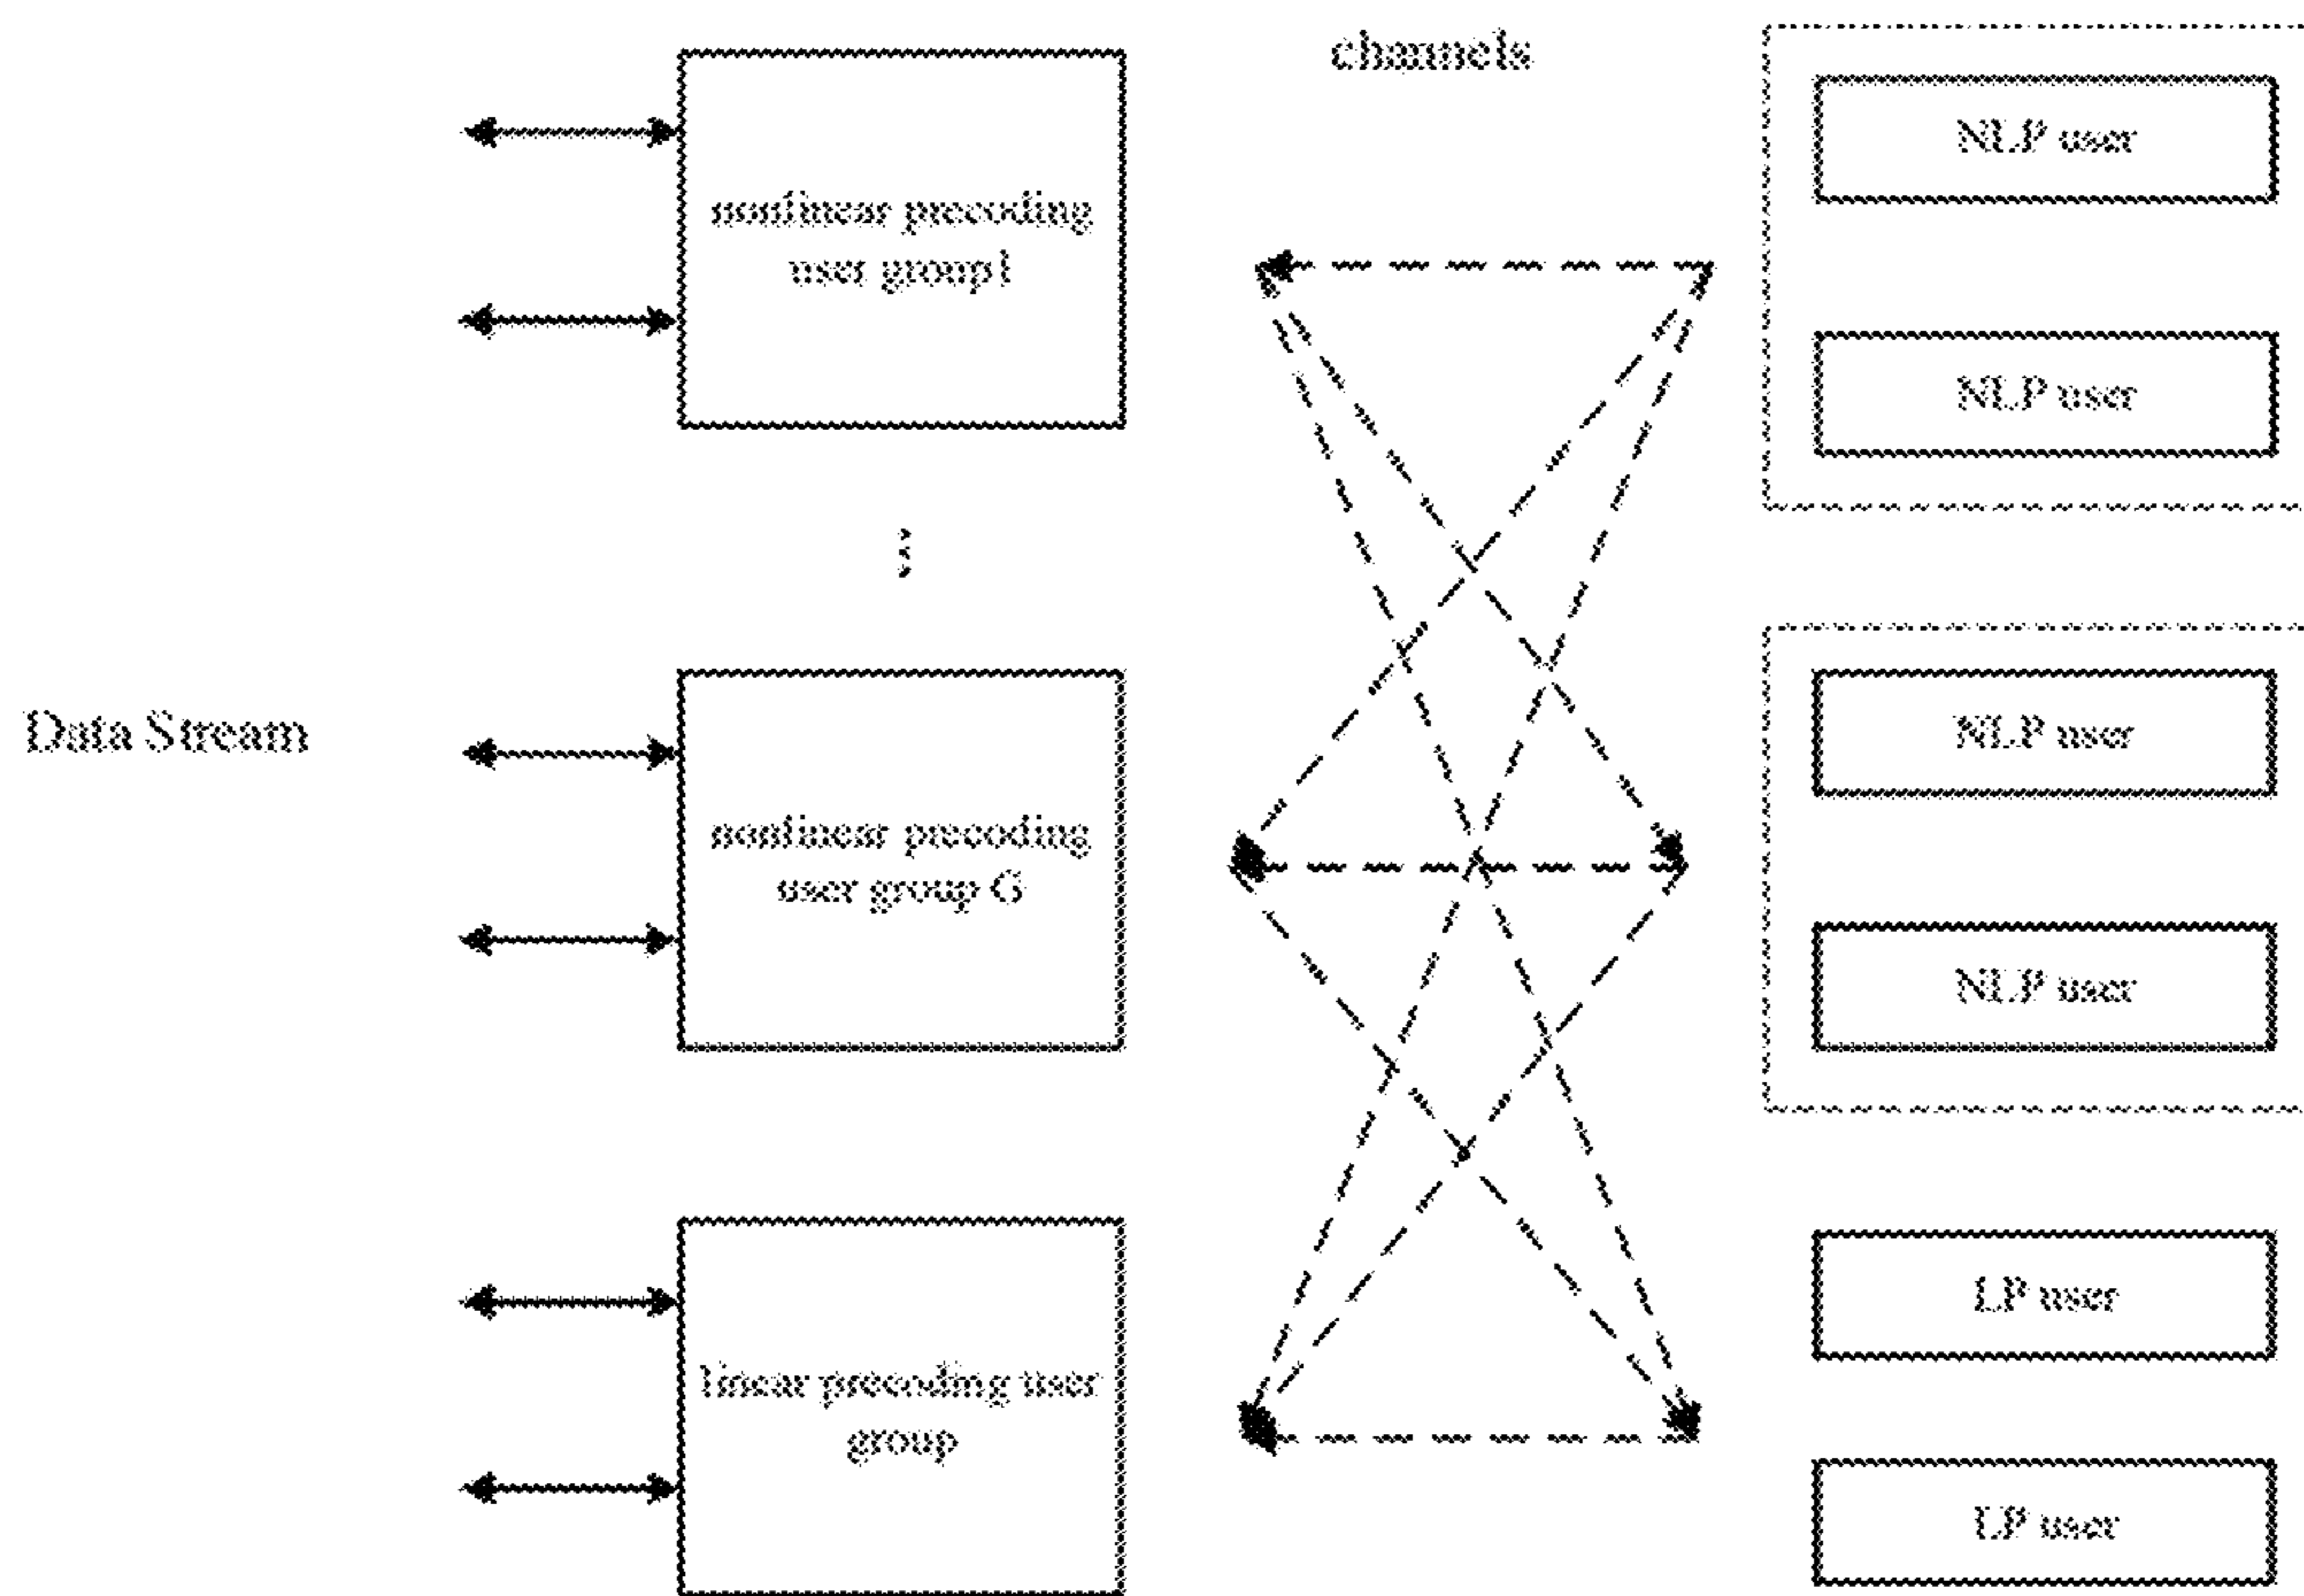 channels
NLP user
nonlinear precoding
user group1
NLP user
⋮
Data Stream
NLP user
nonlinear precoding
user group G
NLP user
LP user
linear precoding user
group
LP user